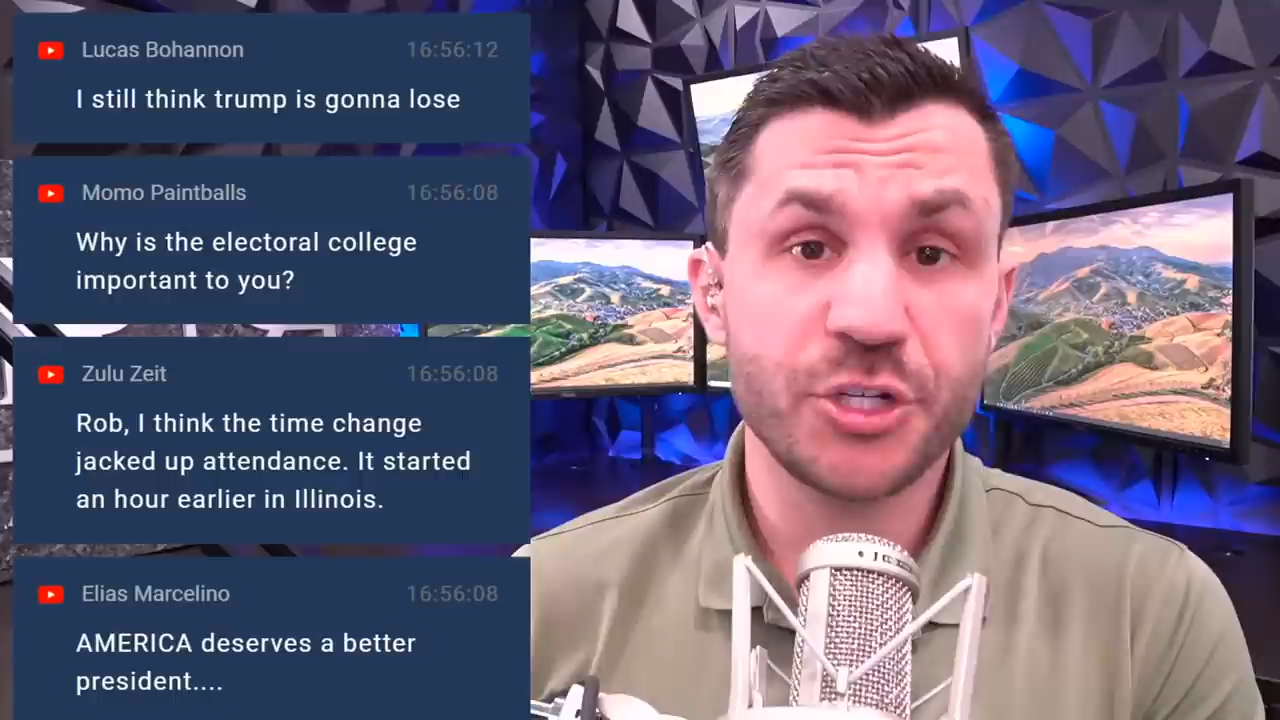 Lucas Bohannon 16:56:12
I still think trump is gonna lose
Momo Paintballs 16:56:08
Why is the electoral college
important to you?
Zulu Zeit 16:56:08
Rob, I think the time change
jacked up attendance. It started
an hour earlier in Illinois.
Elias Marcelino 16:56:08
AMERICA deserves a better
president....